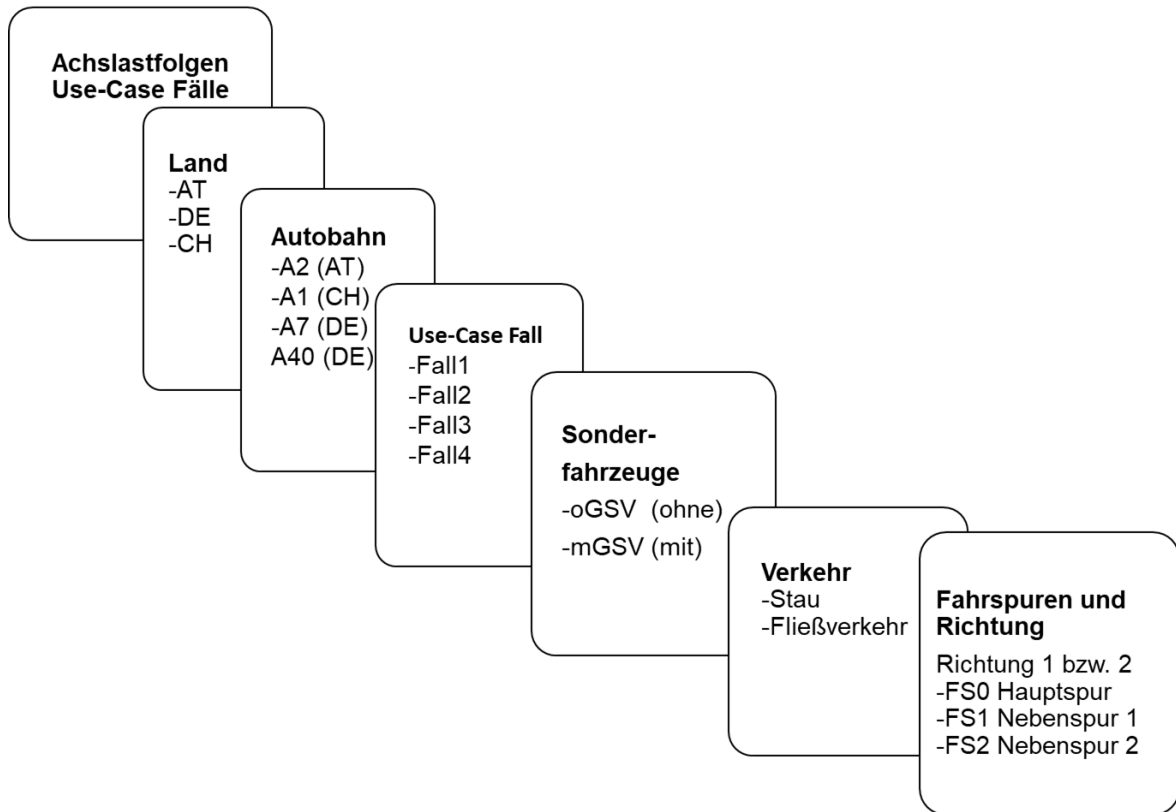 Achslastfolgen
Use-Case Fälle
Land
-AT
-DE
-CH
Autobahn
-A2 (AT)
-A1 (CH)
-A7 (DE)
A40 (DE)
Use-Case Fall
-Fall1
-Fall2
-Fall3
-Fall4
Sonder-
fahrzeuge
-oGSV (ohne)
-mGSV (mit)
Verkehr
-Stau
-Fließverkehr
Fahrspuren und
Richtung
Richtung 1 bzw. 2
-FS0 Hauptspur
-FS1 Nebenspur 1
-FS2 Nebenspur 2